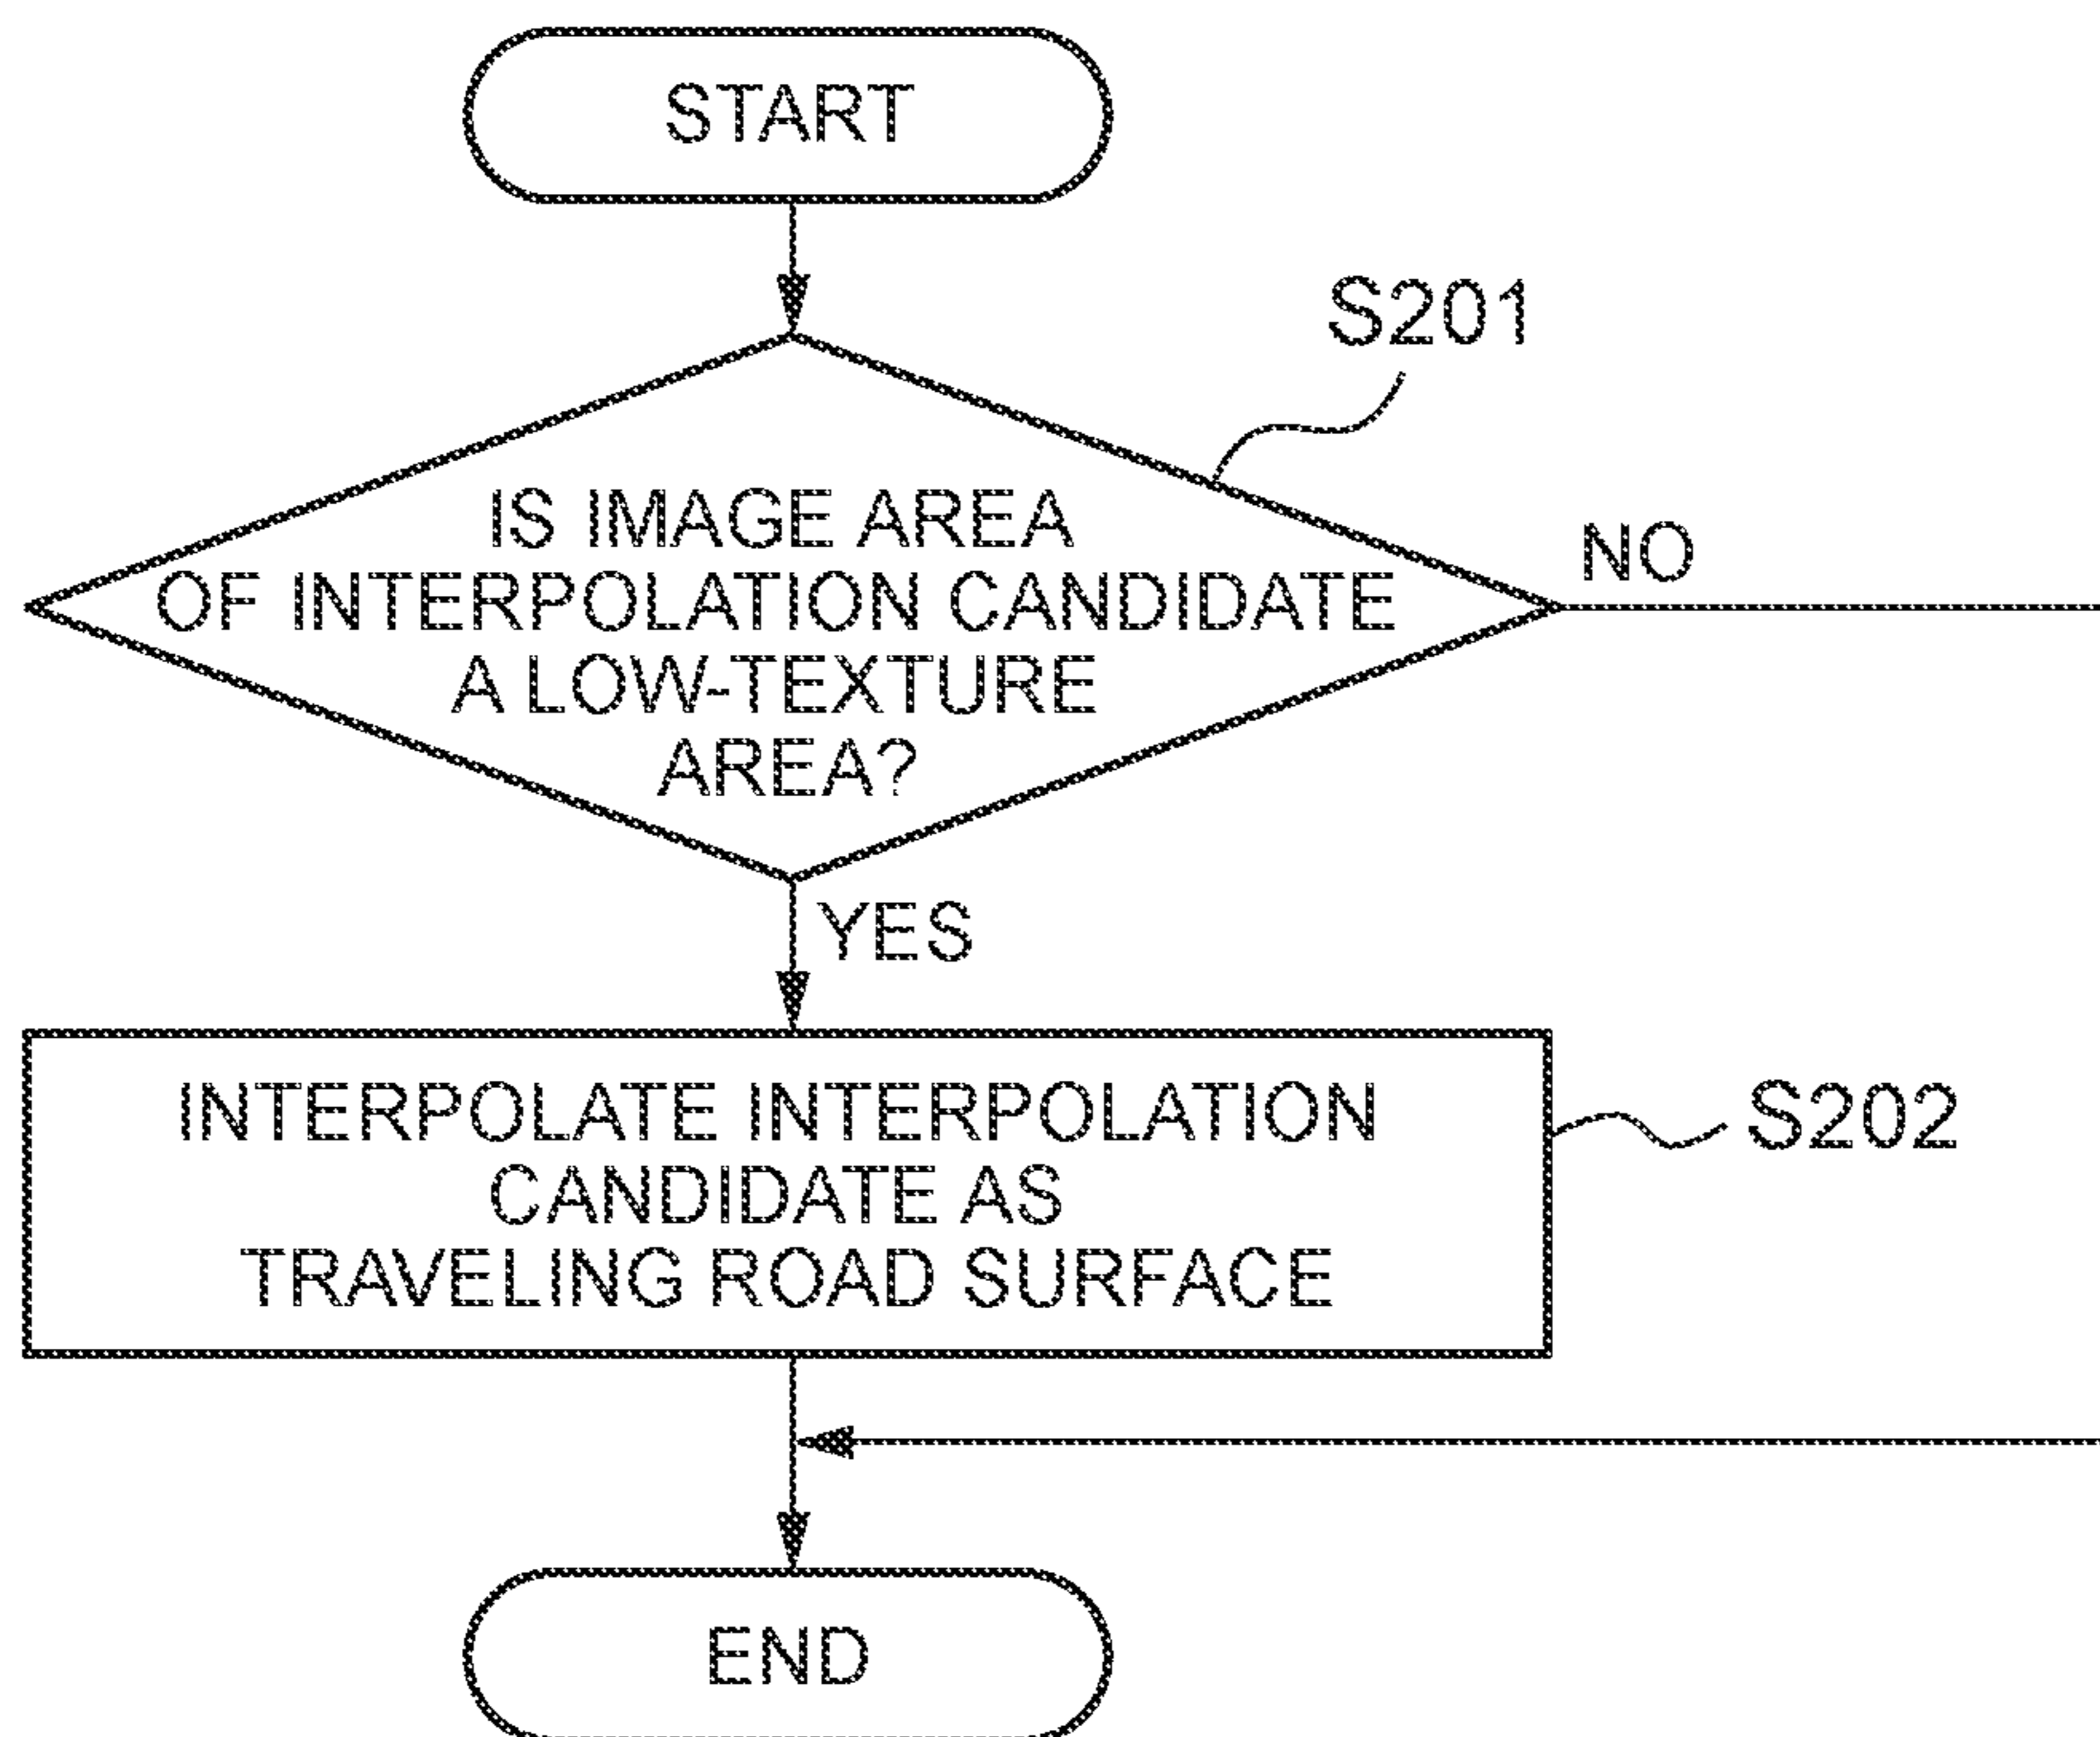 START
S201
IS IMAGE AREA
OF INTERPOLATION CANDIDATE
A LOW-TEXTURE
AREA?
NO
YES
INTERPOLATE INTERPOLATION
CANDIDATE AS
TRAVELING ROAD SURFACE
S202
END